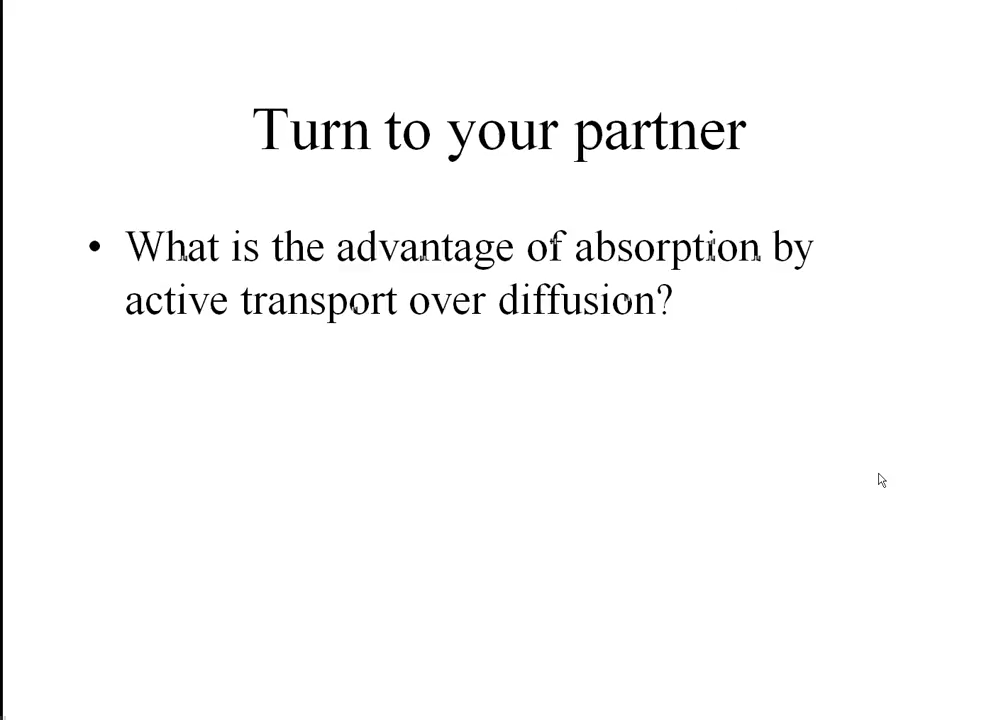 Turn to your partner
• What is the advantage of absorption by
active transport over diffusion?